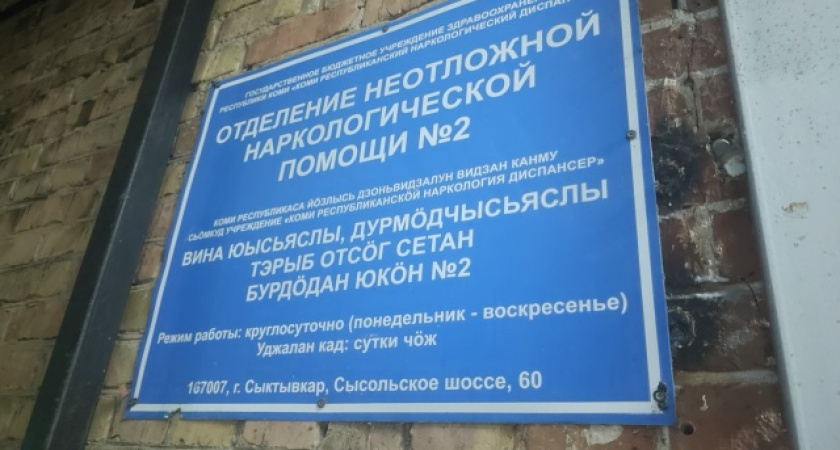 ГОСУДАРСТВЕННОЕ БЮДЖЕТНОЕ УЧРЕЖДЕНИЕ
РЕСПУБЛИКИ КОМИ «КОМИ РЕСПУБЛИКАНСКИЙ НАРКОЛОГИЧЕСКИЙ ДИСПАНСЕР
ОТДЕЛЕНИЕ НЕОТЛОЖНОЙ
НАРКОЛОГИЧЕСКОЙ
ПОМОЩИ №2
КОМИ РЕСПУБЛИКАСА ЙӦЗЛЫСЬ ДЗОНЬВИДЗАЛУН ВИДЗАН КАНМУ
СЬӦМКУД УЧРЕЖДЕНИЕ «КОМИ РЕСПУБЛИКАНСКӦЙ НАРКОЛОГИЯ ДИСПАНСЕР»
ВИНА ЮЫСЬЯСЛЫ, ДУРМӦДЧЫСЬЯСЛЫ
ТЭРЫБ ОТСӦГ СЕТАН
БУРДӦДАН ЮКӦН №2
Режим работы: круглосуточно (понедельник - воскресенье)
Уджалан кад: сутки чӧж
167007, г. Сыктывкар, Сысольское шоссе, 60